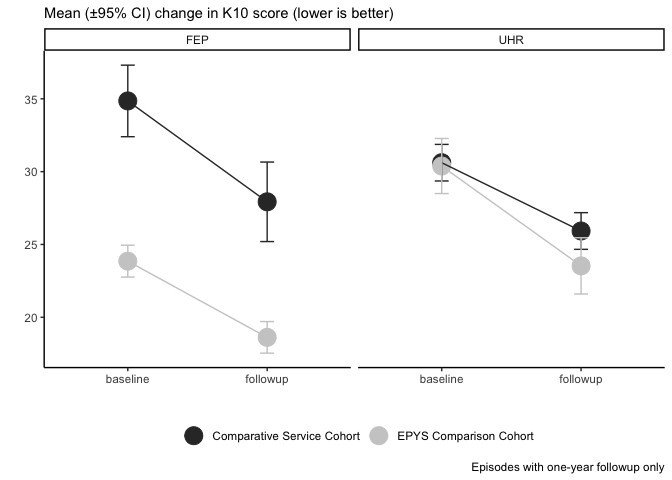 Mean (±95% CI) change in K10 score (lower is better)
FEP
UHR
35
30
25
20
baseline
followup
baseline
followup
Comparative Service Cohort
EPYS Comparison Cohort
Episodes with one-year followup only